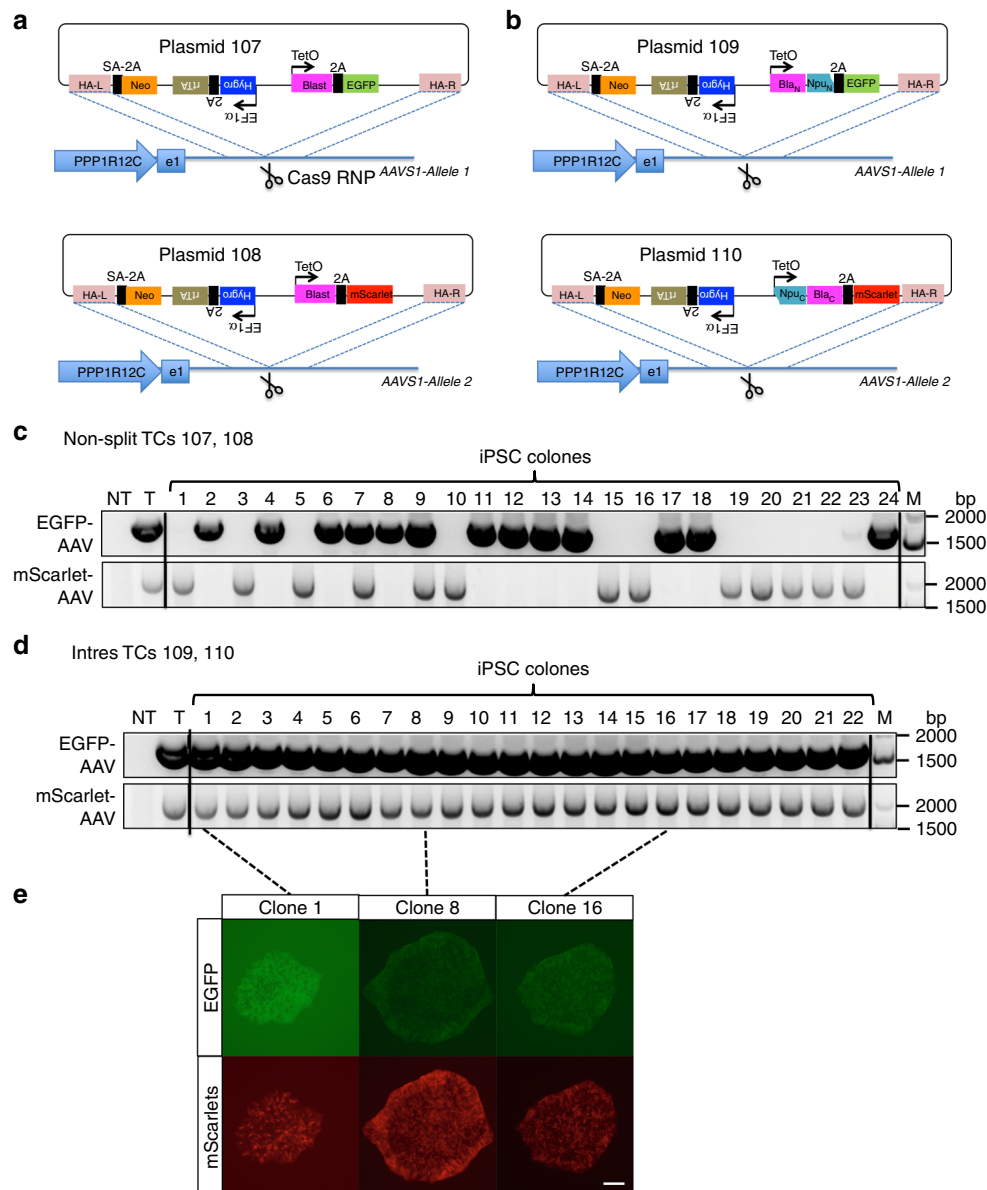 a
Plasmid 107
TetO
SA-2A
2A
HA-L
Neo
rtTA
2A
Hygro
EF1α
Blast
EGFP
HA-R
PPP1R12C
e1
Cas9 RNP
AAVS1-Allele 1
Plasmid 108
TetO
SA-2A
2A
HA-L
Neo
rtTA
2A
Hygro
EF1α
Blast
mScarlet
HA-R
PPP1R12C
e1
AAVS1-Allele 2
b
Plasmid 109
TetO
SA-2A
2A
HA-L
Neo
rtTA
2A
Hygro
EF1α
BlaN
NpuN
EGFP
HA-R
PPP1R12C
e1
AAVS1-Allele 1
Plasmid 110
TetO
SA-2A
2A
HA-L
Neo
rtTA
2A
Hygro
EF1α
NpuC
BlaC
mScarlet
HA-R
PPP1R12C
e1
AAVS1-Allele 2
c
Non-split TCs 107, 108
iPSC colones
NT T 1 2 3 4 5 6 7 8 9 10 11 12 13 14 15 16 17 18 19 20 21 22 23 24 M bp
EGFP-
AAV
2000
1500
mScarlet-
AAV
2000
1500
d
Intres TCs 109, 110
iPSC colones
NT T 1 2 3 4 5 6 7 8 9 10 11 12 13 14 15 16 17 18 19 20 21 22 M bp
EGFP-
AAV
2000
1500
mScarlet-
AAV
2000
1500
e
Clone 1 Clone 8 Clone 16
EGFP
mScarlets